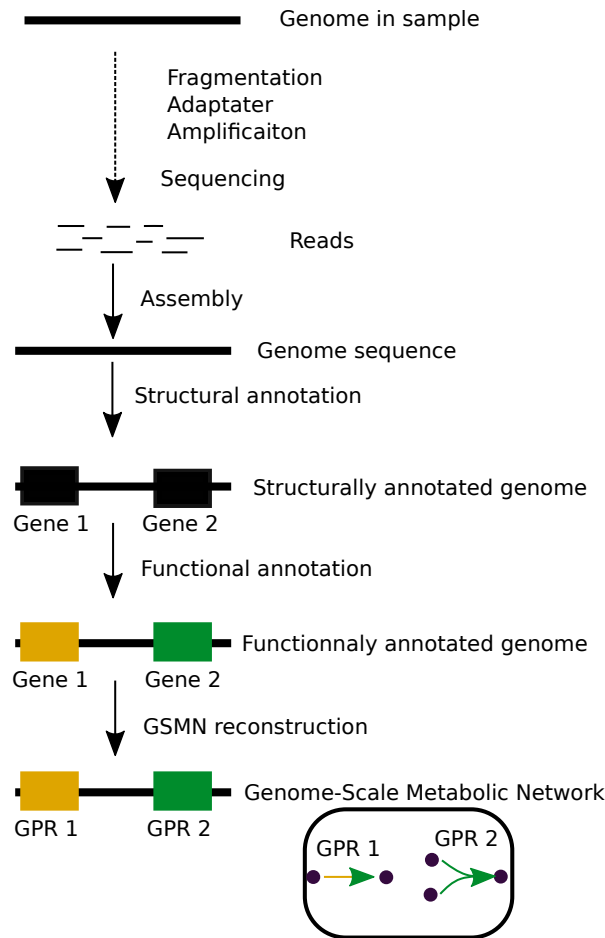 Genome in sample
Fragmentation
Adaptater
Amplificaiton
Sequencing
Reads
Assembly
Genome sequence
Structural annotation
Structurally annotated genome
Gene 1
Gene 2
Functional annotation
Functionnaly annotated genome
Gene 1
Gene 2
GSMN reconstruction
Genome-Scale Metabolic Network
GPR 1
GPR 2
GPR 1
GPR 2